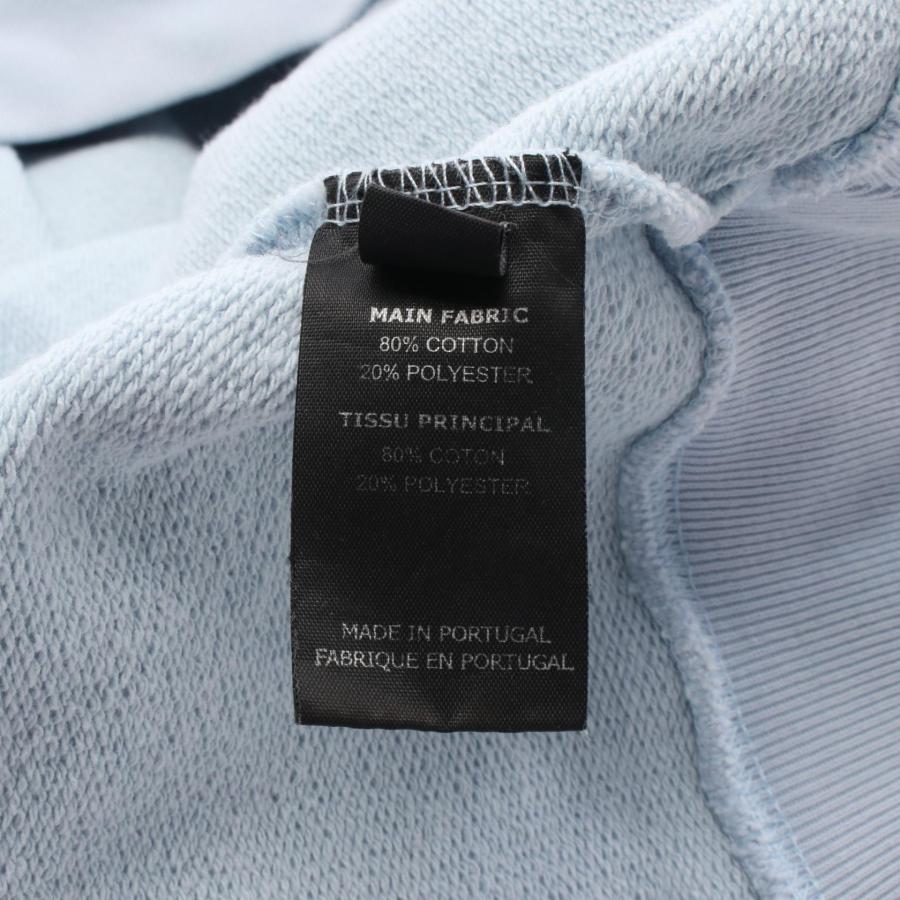 MAIN FABRIC
80% COTTON
20% POLYESTER
TISSU PRINCIPAL
80% COTON
20% POLYESTER
MADE IN PORTUGAL
FABRIQUE EN PORTUGAL